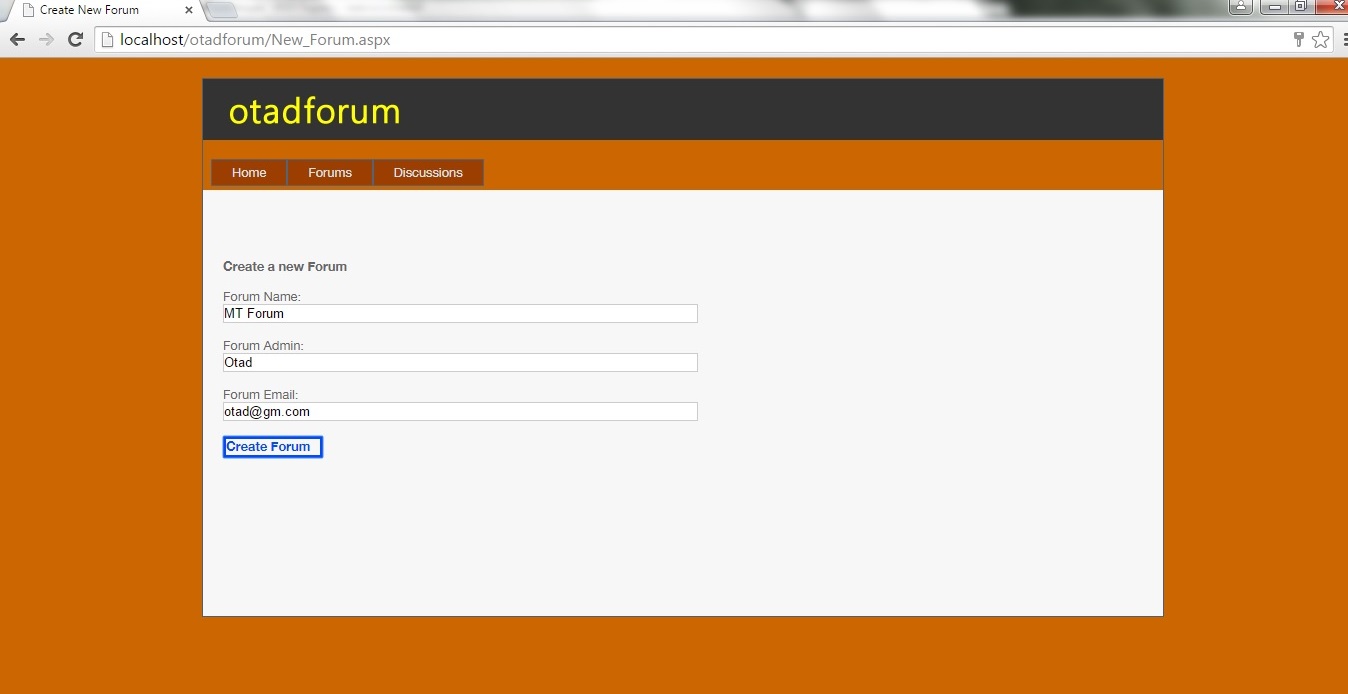 Create New Forum
localhost/otadforum/New_Forum.aspx
otadforum
Home Forums Discussions
Create a new Forum
Forum Name:
MT Forum
Forum Admin:
Otad
Forum Email:
otad@gm.com
Create Forum